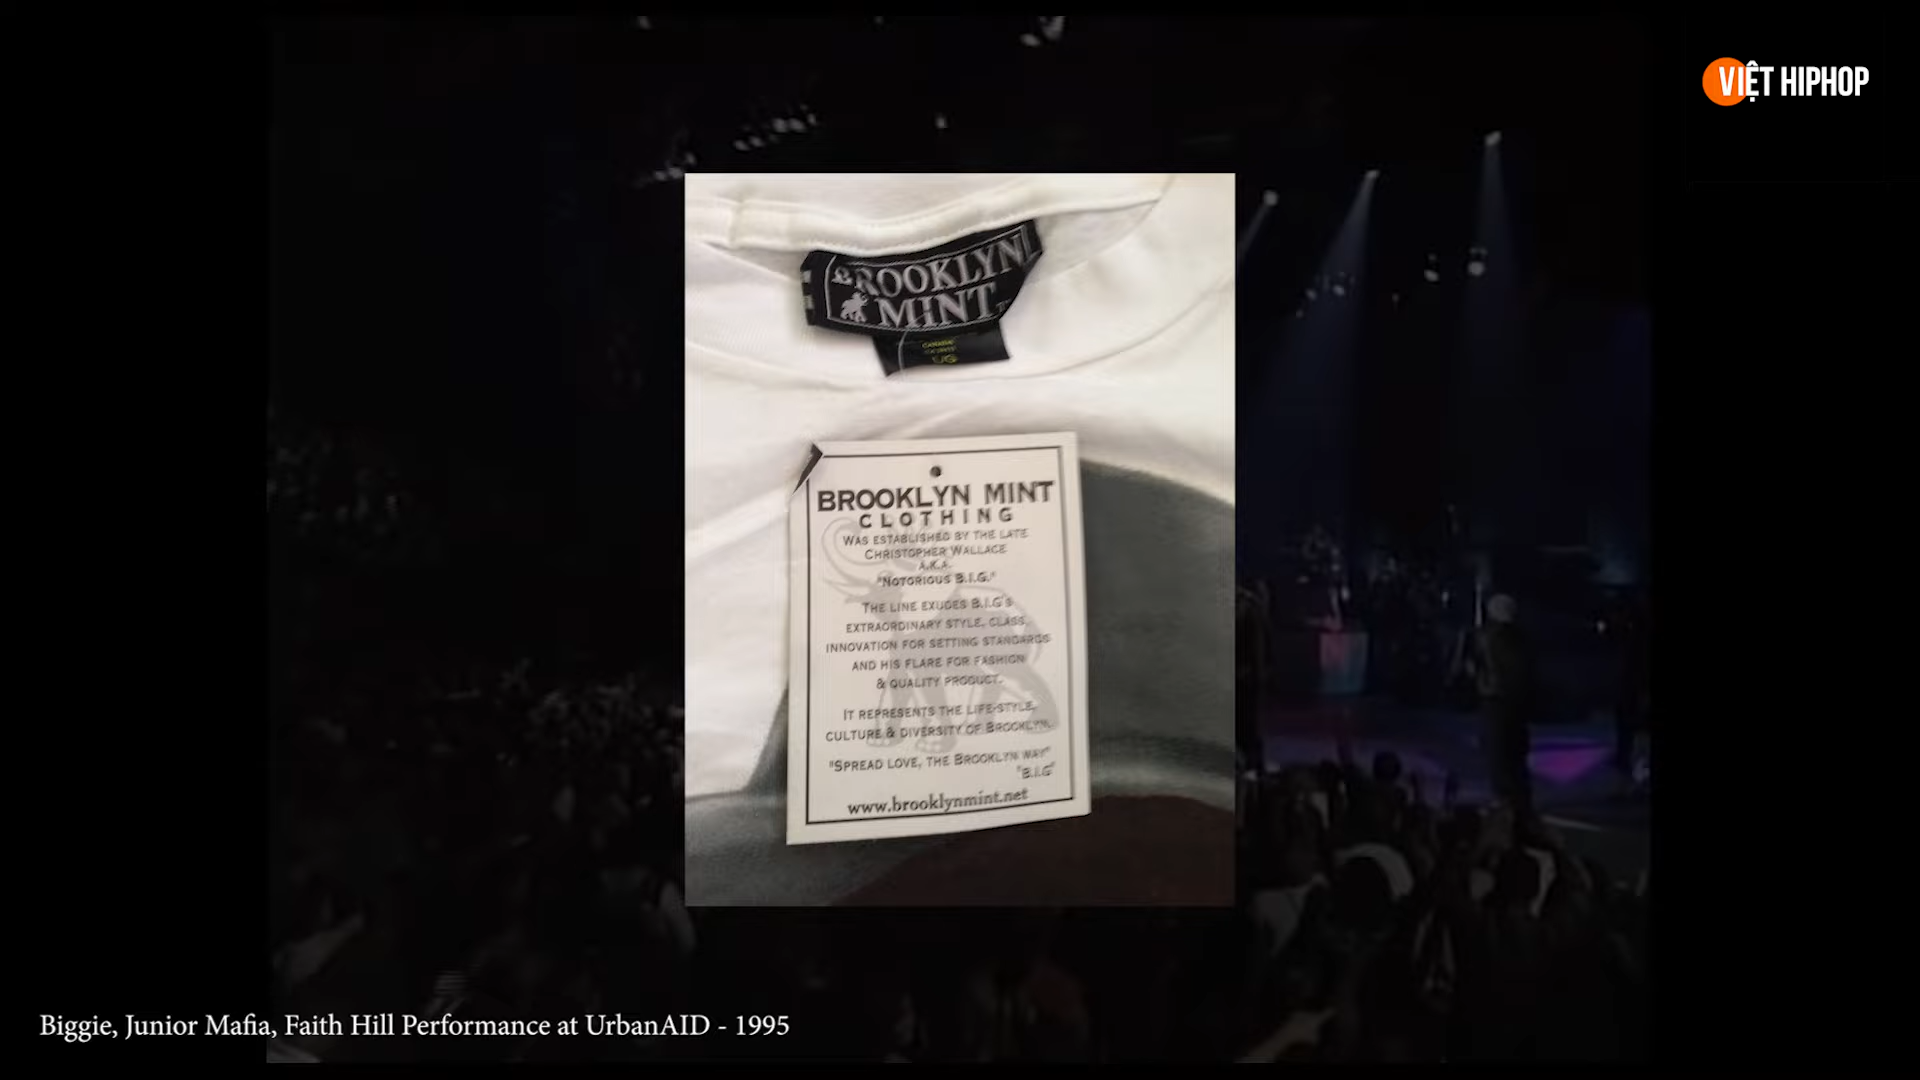 VIỆT HIPHOP
BROOKLYN
MINT
CANADA
L/G
BROOKLYN MINT
CLOTHING
WAS ESTABLISHED BY THE LATE
CHRISTOPHER WALLACE
A.K.A.
"NOTORIOUS B.I.G."
THE LINE EXUDES B.I.G'S
EXTRAORDINARY STYLE, CLASS,
INNOVATION FOR SETTING STANDARDS
AND HIS FLARE FOR FASHION
& QUALITY PRODUCT.
IT REPRESENTS THE LIFE-STYLE,
CULTURE & DIVERSITY OF BROOKLYN.
"SPREAD LOVE, THE BROOKLYN WAY"
"B.I.G"
www.brooklynmint.net
Biggie, Junior Mafia, Faith Hill Performance at UrbanAID - 1995